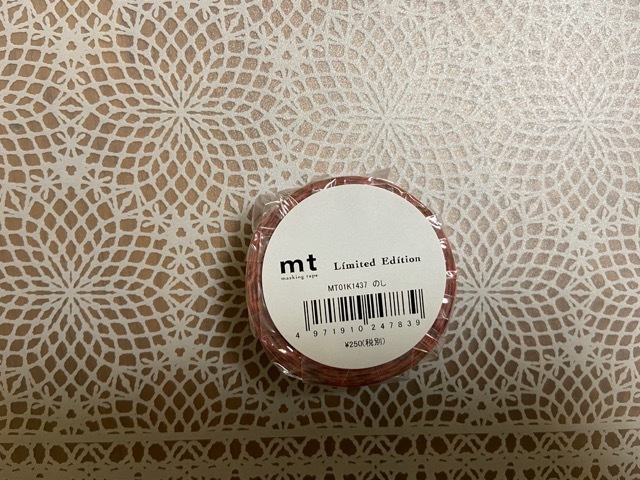 mt Limited Edition
masking tape
MT01K1437 のし
4 971910 247839
¥250(税別)